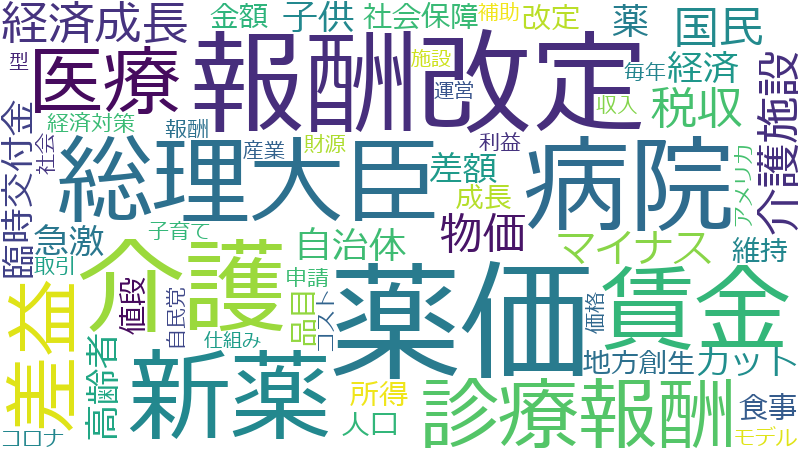 経済成長
金額
子供
社会保障
補助
改定
薬
国民
型
医療
報酬改定
施設
運営
毎年
経済
収入
税収
介護施設
経済対策
報酬
財源
利益
社会
産業
総理大臣
差額
成長
病院
アメリカ
臨時交付金
急激
取引
子育て
自治体
物価
マイナス
維持
介護
申請
値段
自民党
品目
コスト
薬価
価格
賃金
差益
仕組み
高齢者
新薬
地方創生
カット
所得
人口
診療報酬
食事
コロナ
モデル